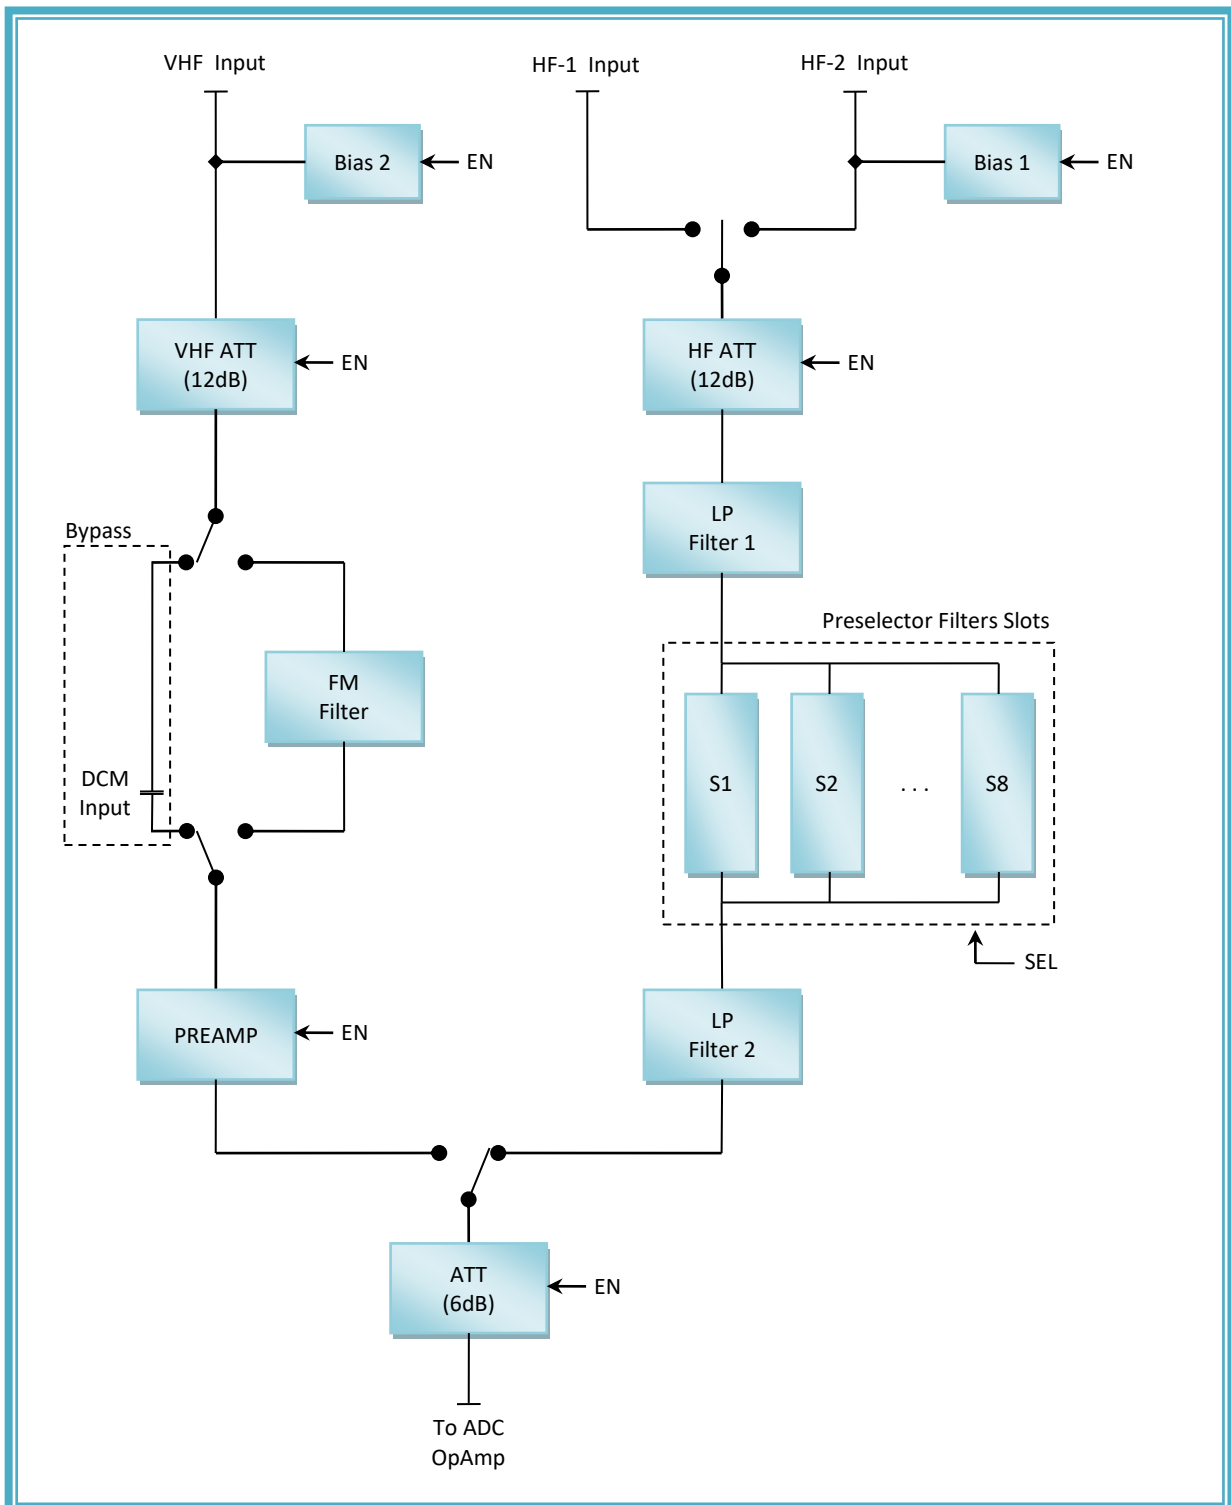 VHF Input
HF-1 Input
HF-2 Input
Bias 2
EN
Bias 1
EN
VHF ATT
(12dB)
EN
HF ATT
(12dB)
EN
Bypass
LP
Filter 1
Preselector Filters Slots
FM
Filter
DCM
Input
S1
S2
. . .
S8
SEL
PREAMP
EN
LP
Filter 2
ATT
(6dB)
EN
To ADC
OpAmp